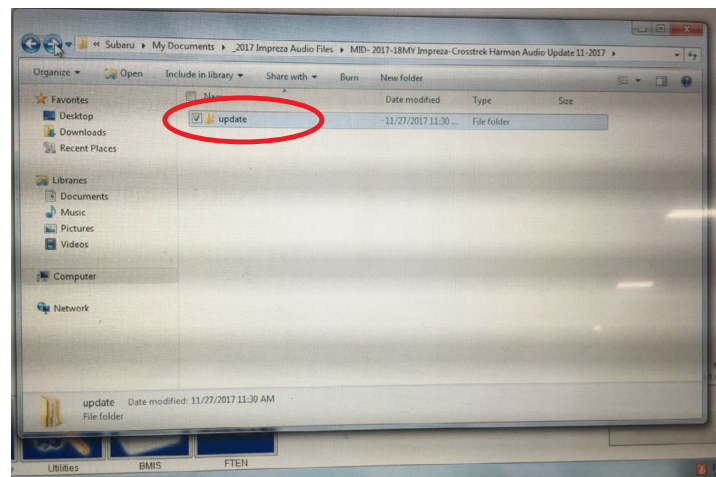 « Subaru ▸ My Documents ▸ _2017 Impreza Audio Files ▸ MID- 2017-18MY Impreza-Crosstrek Harman Audio Update 11-2017 ▸
Organize Open Include in library Share with Burn New folder
Favorites
Desktop
Downloads
Recent Places
Libraries
Documents
Music
Pictures
Videos
Computer
Network
Date modified Type Size
update 11/27/2017 11:30 ... File folder
update Date modified: 11/27/2017 11:30 AM
File folder
Utilities BMIS FTEN